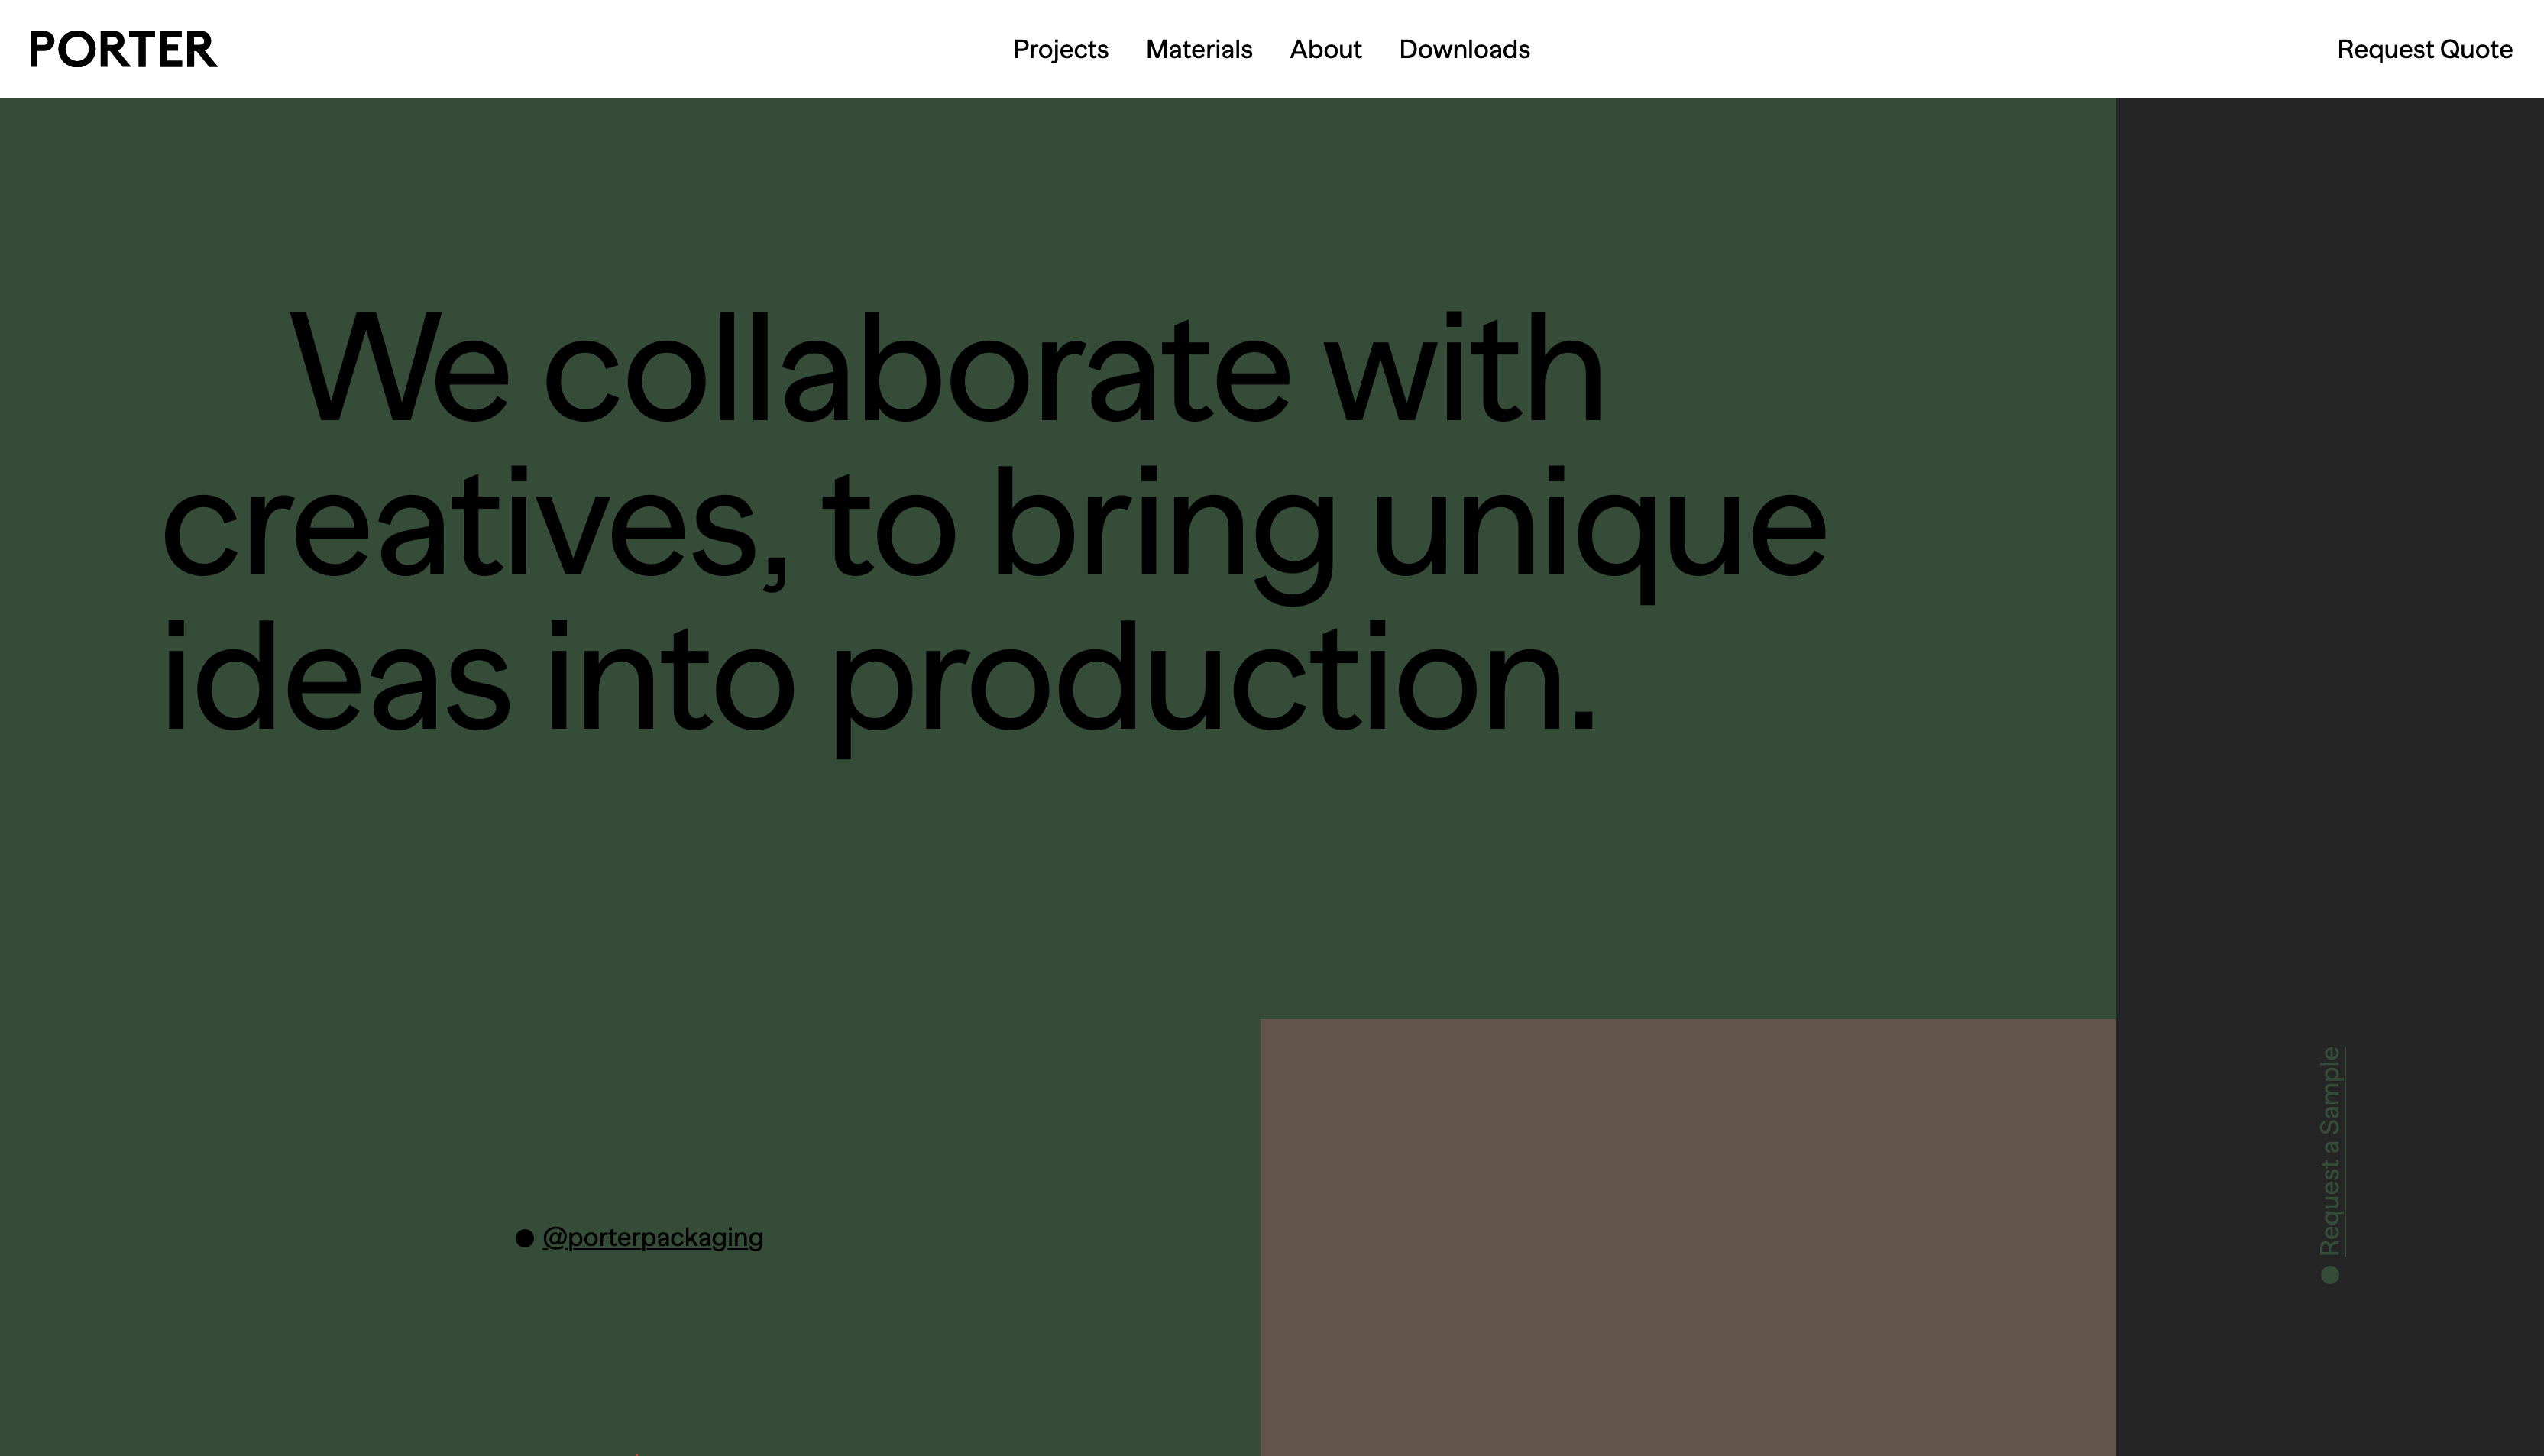 PORTER
Projects
Materials
About
Downloads
Request Quote
We collaborate with
creatives, to bring unique
ideas into production.
@porterpackaging
Request a Sample